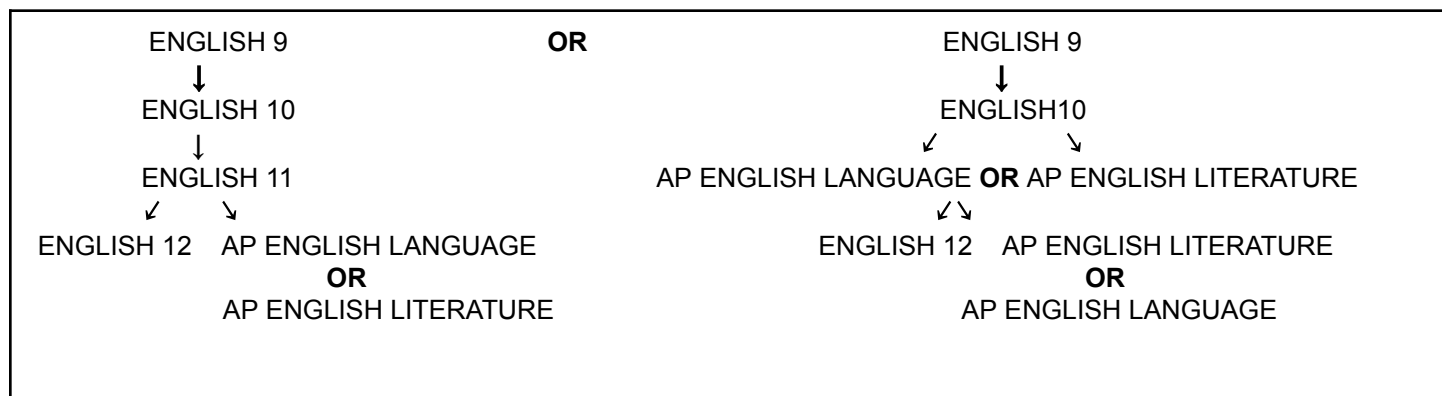 ENGLISH 9 OR ENGLISH 9
↓ ↓
ENGLISH 10 ENGLISH10
↓ ↙ ↘
ENGLISH 11 AP ENGLISH LANGUAGE OR AP ENGLISH LITERATURE
↙ ↘ ↙↘
ENGLISH 12 AP ENGLISH LANGUAGE ENGLISH 12 AP ENGLISH LITERATURE
OR OR
AP ENGLISH LITERATURE AP ENGLISH LANGUAGE